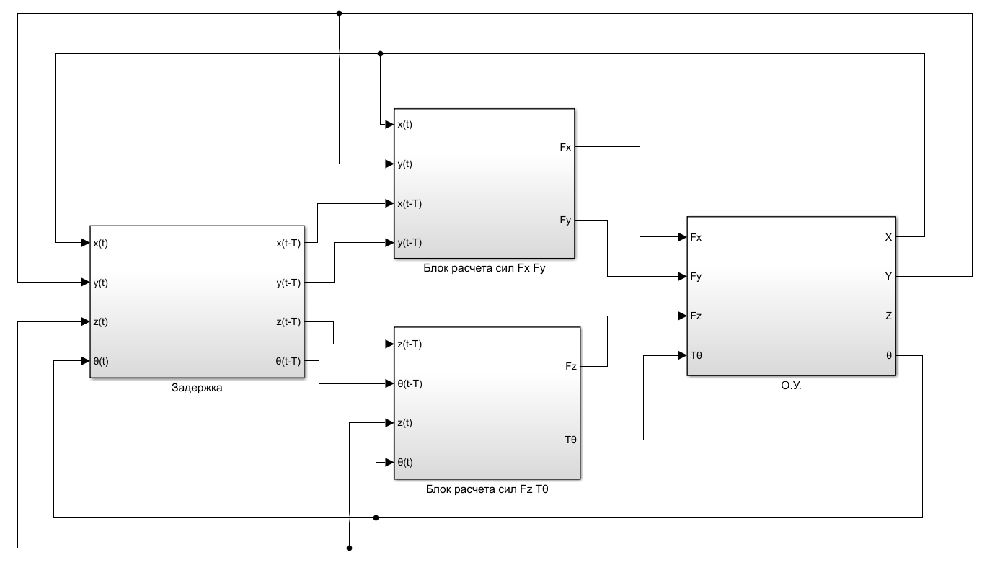 x(t)
y(t)
x(t-T)
y(t-T)
Fx
Fy
Блок расчета сил Fx Fy
x(t)
y(t)
z(t)
θ(t)
x(t-T)
y(t-T)
z(t-T)
θ(t-T)
Задержка
z(t-T)
θ(t-T)
z(t)
θ(t)
Fz
Tθ
Блок расчета сил Fz Tθ
Fx
Fy
Fz
Tθ
X
Y
Z
θ
О.У.